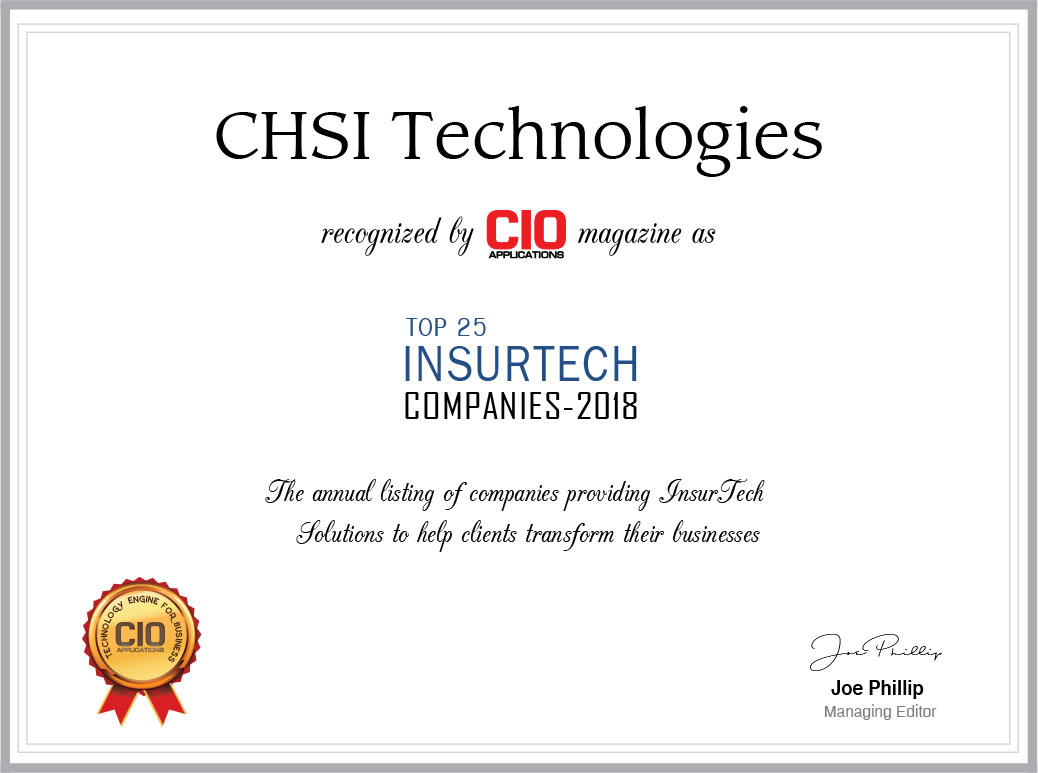 CHSI Technologies
recognized by CIO APPLICATIONS magazine as
TOP 25
INSURTECH
COMPANIES-2018
The annual listing of companies providing InsurTech
Solutions to help clients transform their businesses
TECHNOLOGY ENGINE FOR BUSINESS
CIO
APPLICATIONS
Joe Phillip
Joe Phillip
Managing Editor